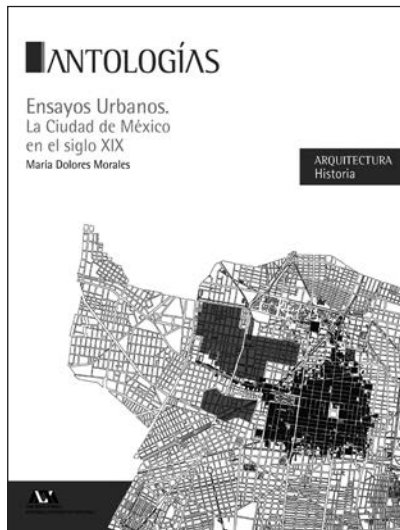 ANTOLOGÍAS
Ensayos Urbanos.
La Ciudad de México
en el siglo XIX
María Dolores Morales
ARQUITECTURA
Historia